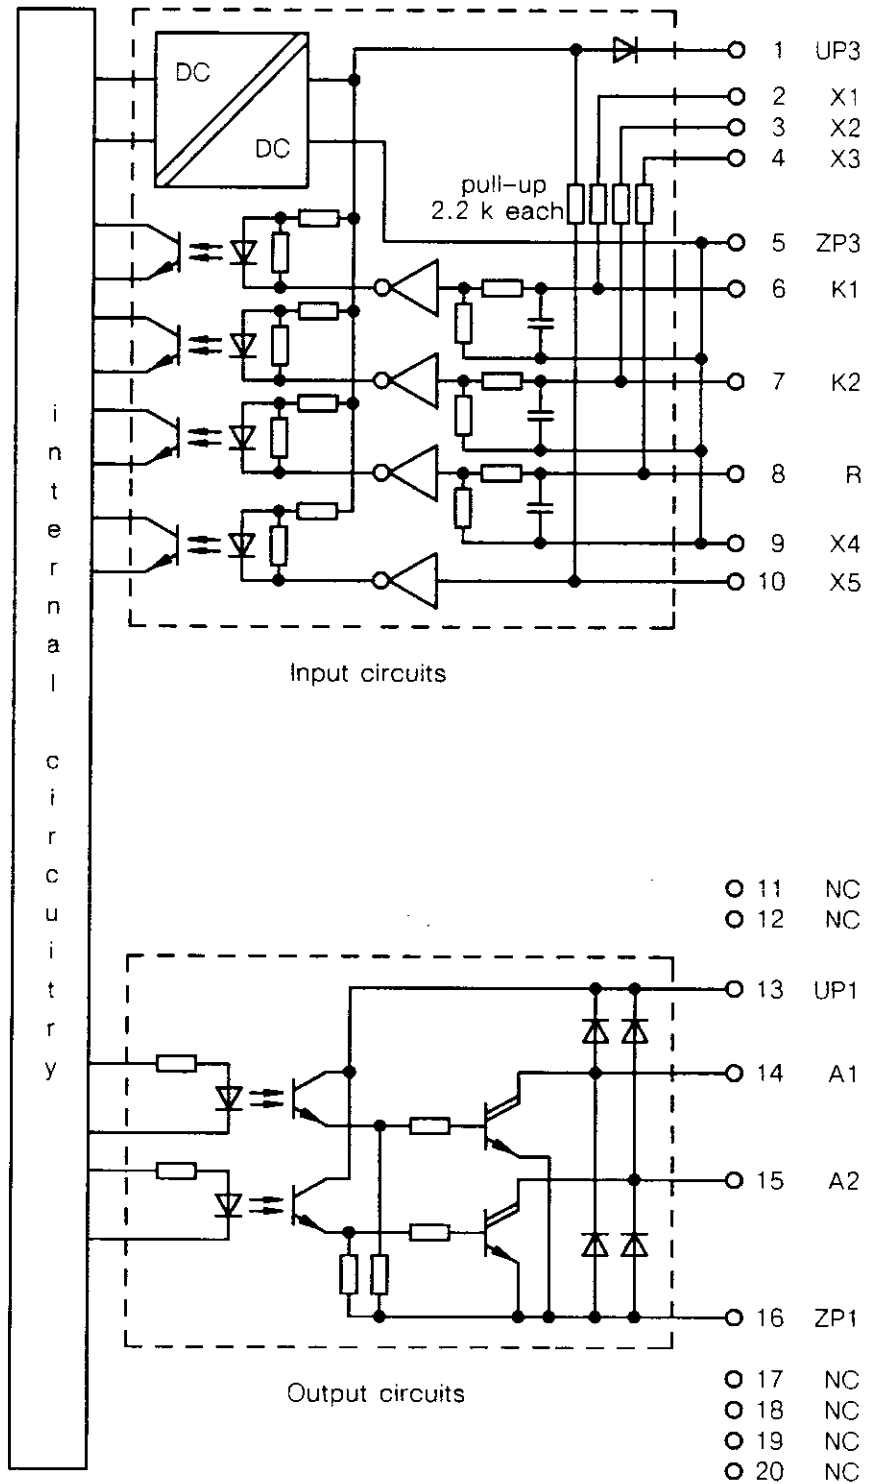 DC
DC
1 UP3
2 X1
3 X2
4 X3
pull-up
2.2 k each
5 ZP3
6 K1
7 K2
8 R
9 X4
10 X5
internal circuitry
Input circuits
11 NC
12 NC
13 UP1
14 A1
15 A2
16 ZP1
Output circuits
17 NC
18 NC
19 NC
20 NC